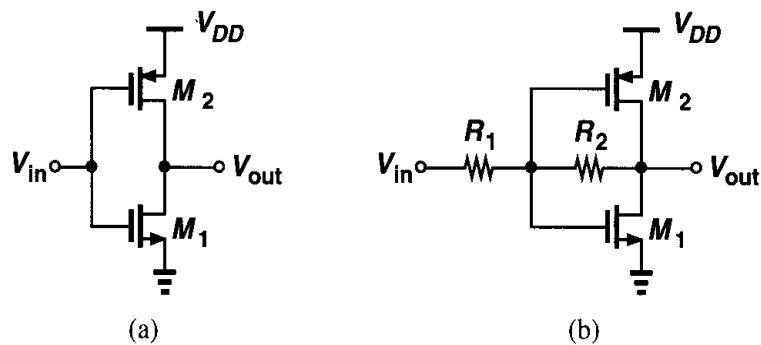 V_DD
M_2
V_in
V_out
M_1
(a)
V_DD
M_2
R_1
R_2
V_in
V_out
M_1
(b)